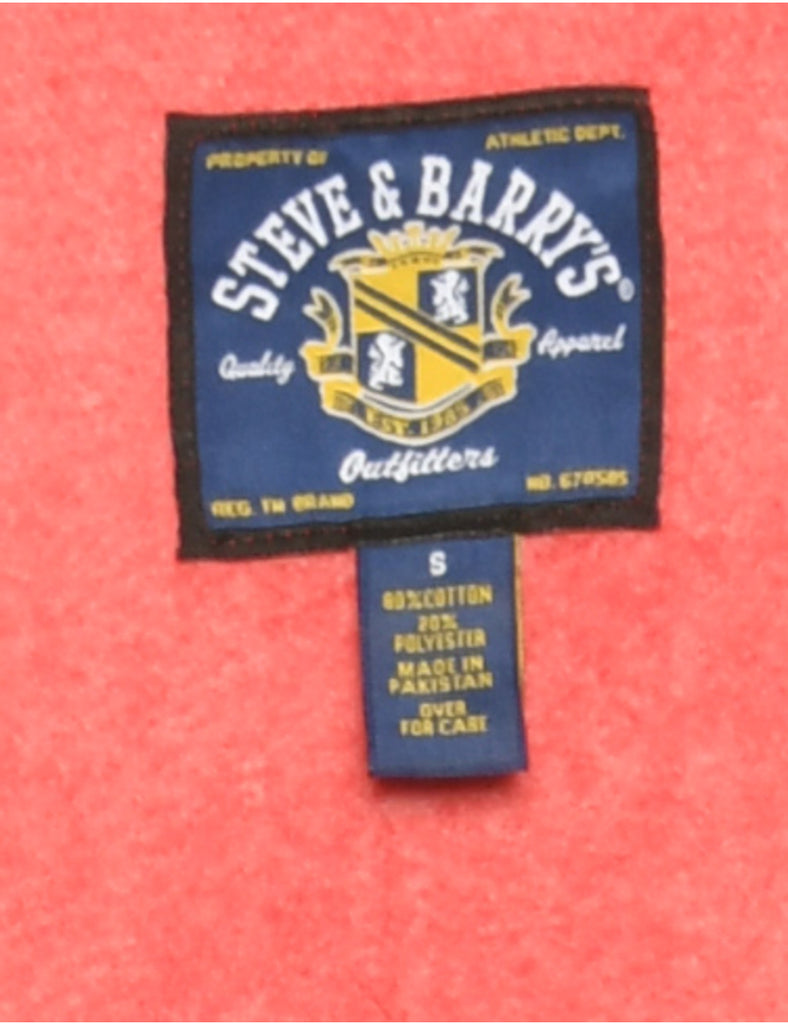 PROPERTY OF
ATHLETIC DEPT.
STEVE & BARRY'S®
Quality
Apparel
EST. 1985
Outfitters
REG. TM BRAND
NO. 670585
S
80% COTTON
20%
POLYESTER
MADE IN
PAKISTAN
OVER
FOR CARE